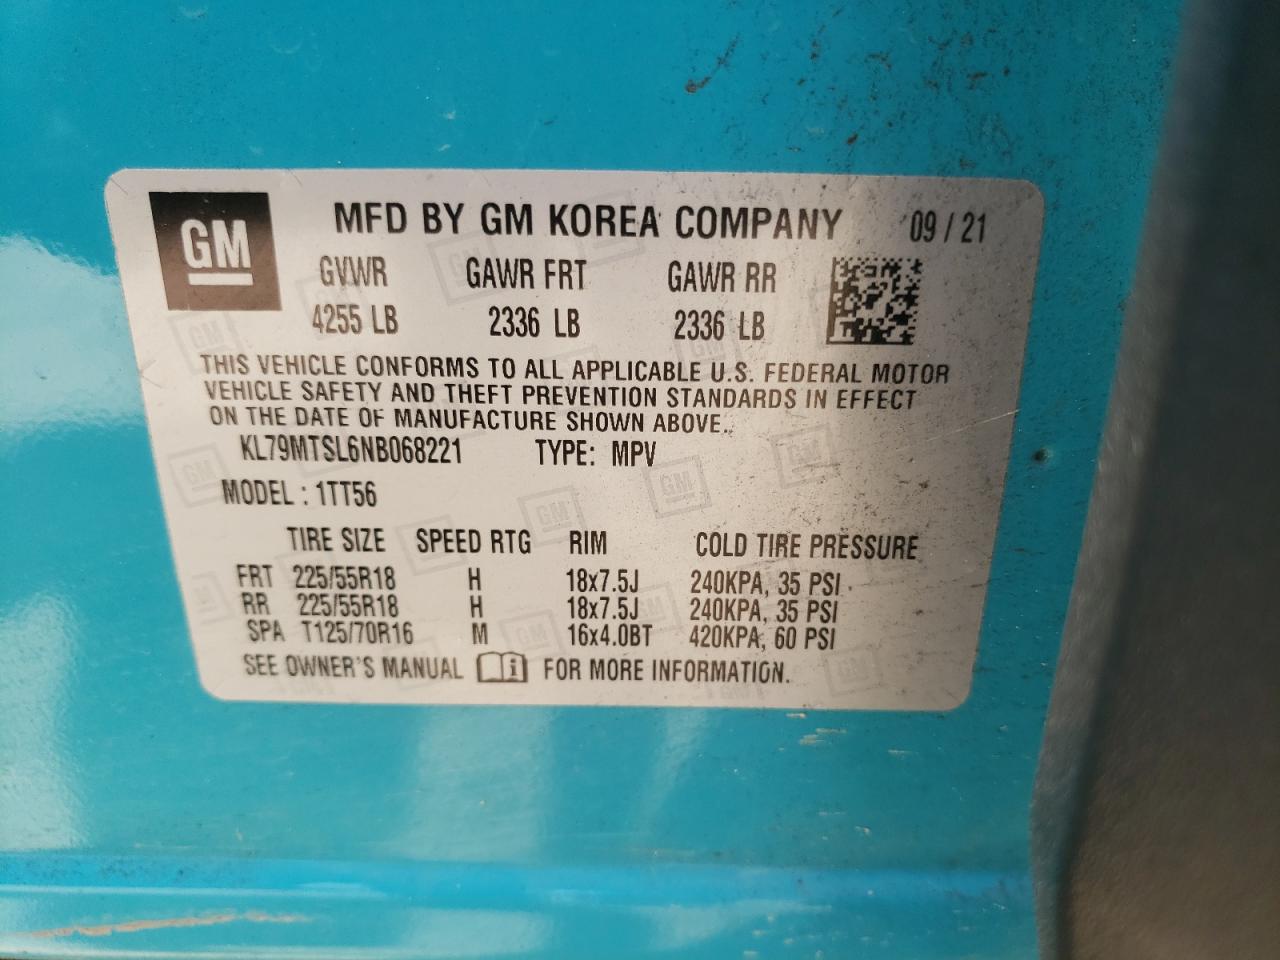 GM
MFD BY GM KOREA COMPANY 09 / 21
GVWR GAWR FRT GAWR RR
4255 LB 2336 LB 2336 LB
THIS VEHICLE CONFORMS TO ALL APPLICABLE U.S. FEDERAL MOTOR
VEHICLE SAFETY AND THEFT PREVENTION STANDARDS IN EFFECT
ON THE DATE OF MANUFACTURE SHOWN ABOVE.
KL79MTSL6NB068221 TYPE: MPV
MODEL : 1TT56
TIRE SIZE SPEED RTG RIM COLD TIRE PRESSURE
FRT 225/55R18 H 18x7.5J 240KPA, 35 PSI
RR 225/55R18 H 18x7.5J 240KPA, 35 PSI
SPA T125/70R16 M 16x4.0BT 420KPA, 60 PSI
SEE OWNER'S MANUAL i FOR MORE INFORMATION.